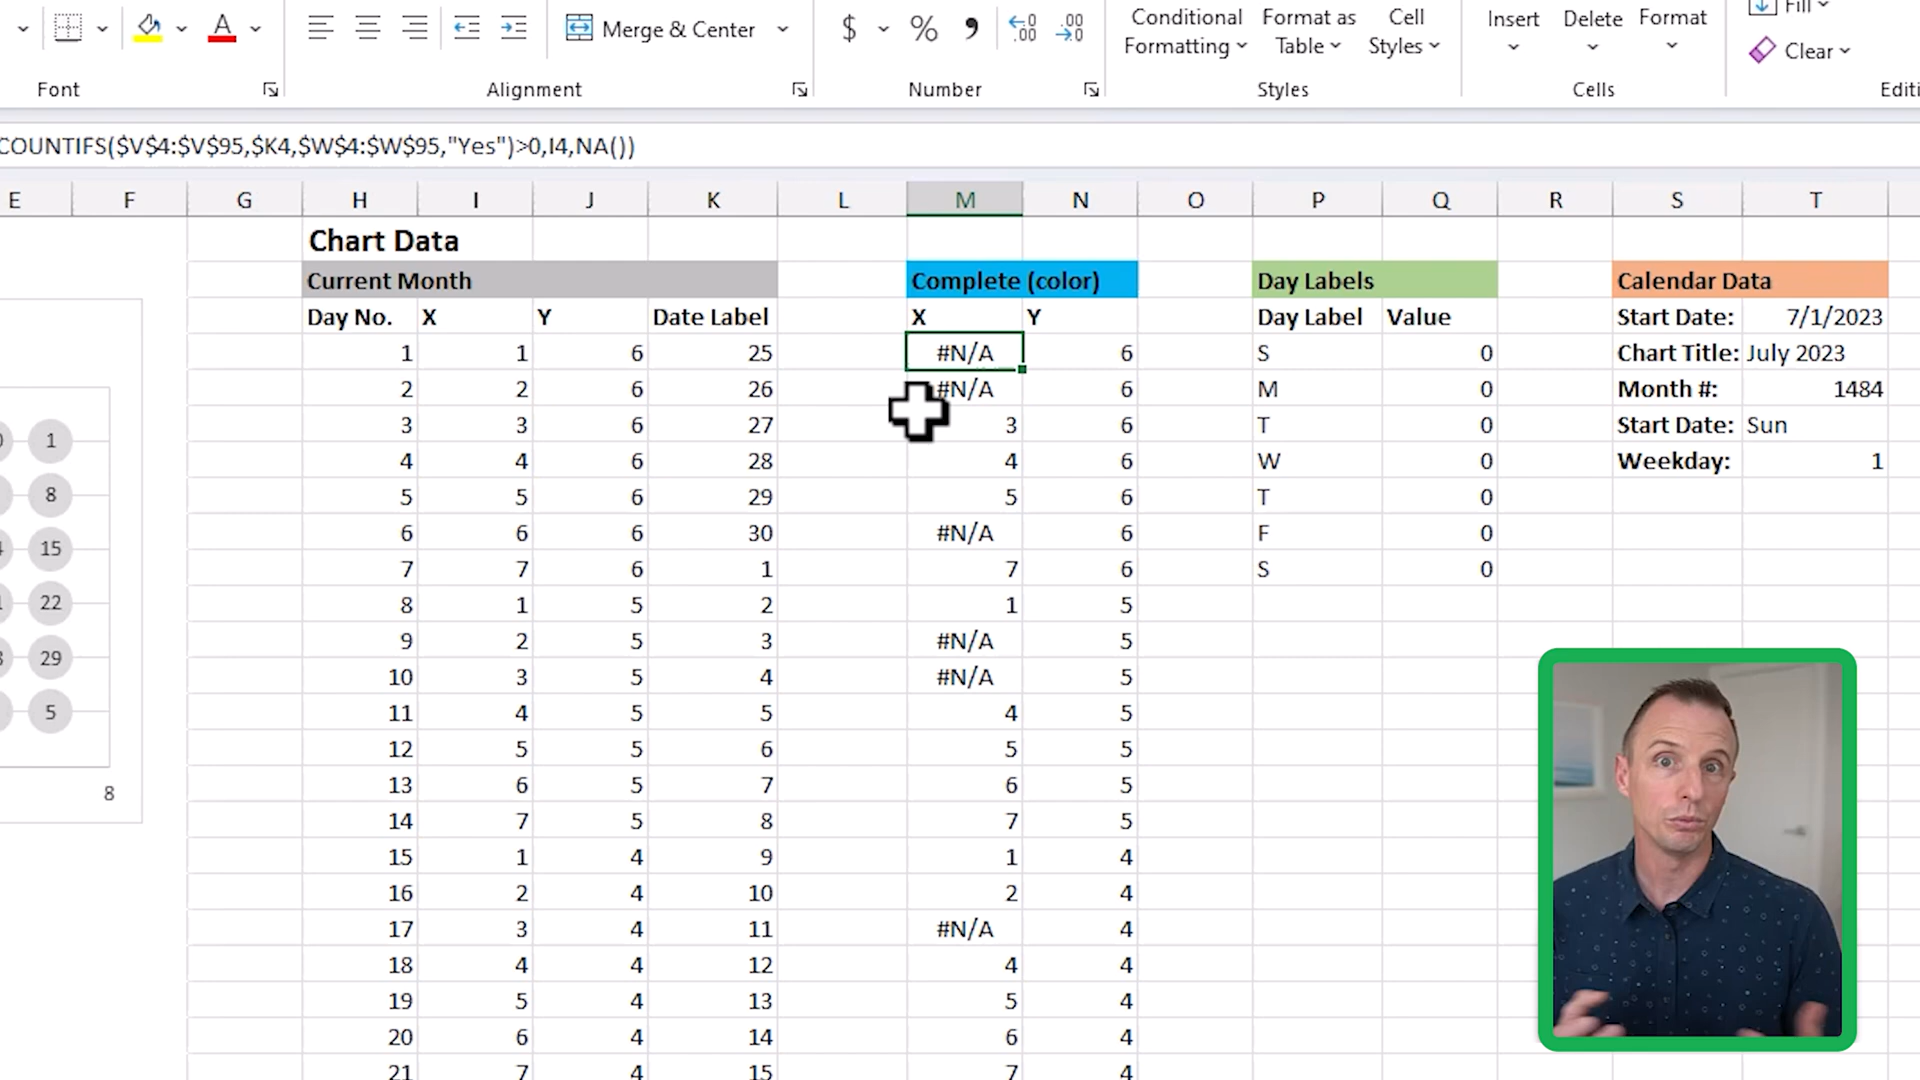 Merge & Center
$ % 9
Conditional Formatting
Format as Table
Cell Styles
Insert
Delete
Format
Fill
Clear
Font
Alignment
Number
Styles
Cells
Editi
COUNTIFS($V$4:$V$95,$K4,$W$4:$W$95,"Yes")>0,I4,NA())
E F G H I J K L M N O P Q R S T
Chart Data
Current Month Complete (color) Day Labels Calendar Data
Day No. X Y Date Label X Y Day Label Value Start Date: 7/1/2023
1 1 6 25 #N/A 6 S 0 Chart Title: July 2023
2 2 6 26 #N/A 6 M 0 Month #: 1484
3 3 6 27 3 6 T 0 Start Date: Sun
4 4 6 28 4 6 W 0 Weekday: 1
5 5 6 29 5 6 T 0
6 6 6 30 #N/A 6 F 0
7 7 6 1 7 6 S 0
8 1 5 2 1 5
9 2 5 3 #N/A 5
10 3 5 4 #N/A 5
11 4 5 5 4 5
12 5 5 6 5 5
13 6 5 7 6 5
14 7 5 8 7 5
15 1 4 9 1 4
16 2 4 10 2 4
17 3 4 11 #N/A 4
18 4 4 12 4 4
19 5 4 13 5 4
20 6 4 14 6 4
21 7 4 15 7 4
1
8
15
22
29
5
8